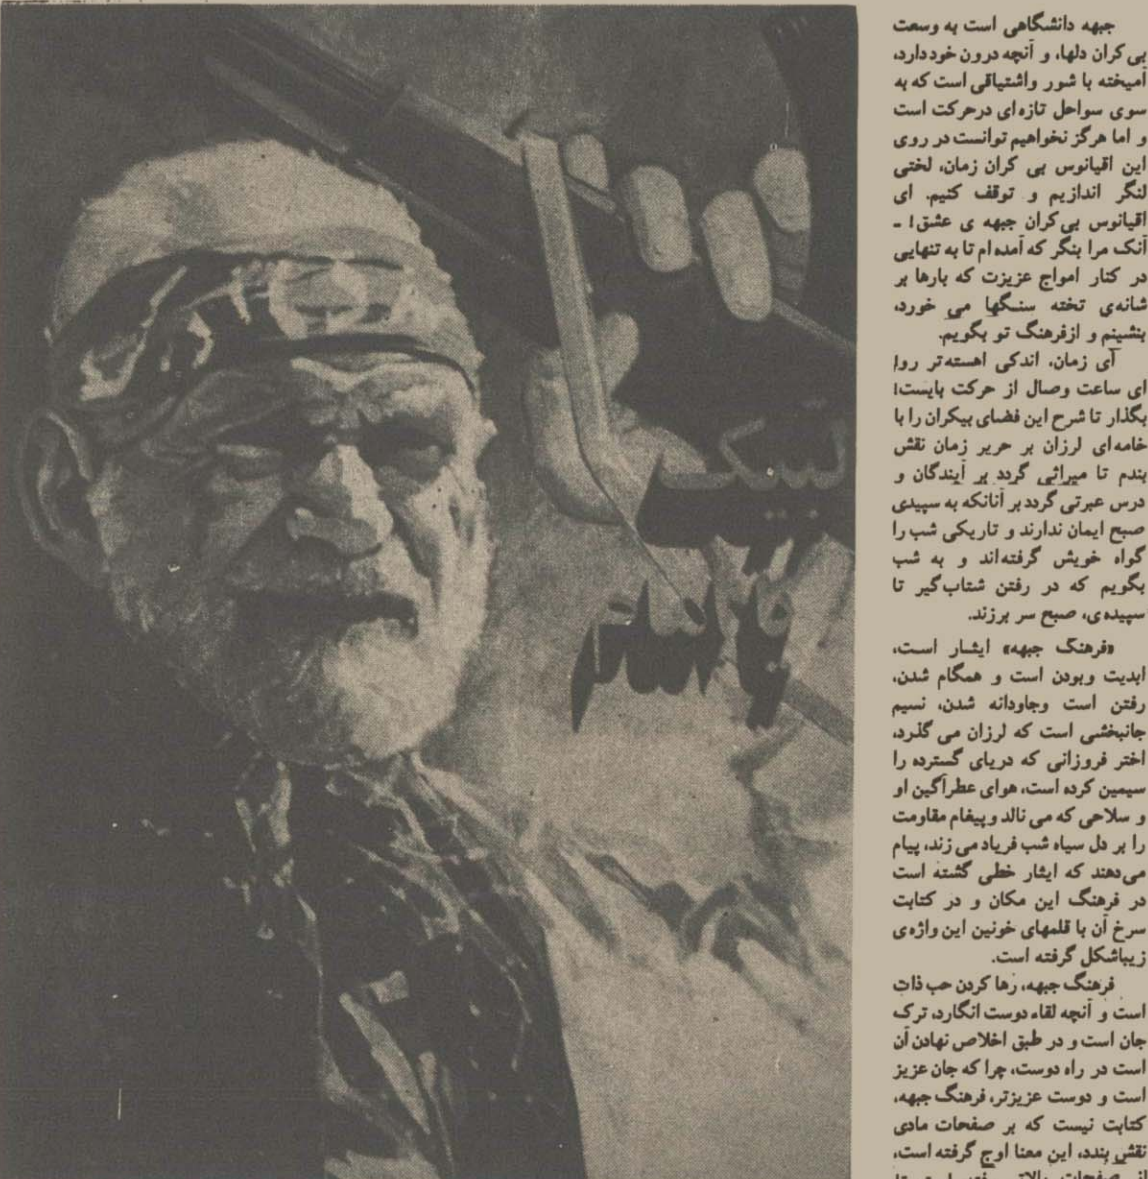 جبهه دانشگاهی است به وسعت
بی‌کران دلها، و آنچه درون خود دارد،
آمیخته با شور واشتیاقی است که به
سوی سواحل تازه‌ای درحرکت است
و اما هرگز نخواهیم توانست در روی
این اقیانوس بی کران زمان، لختی
لنگر اندازیم و توقف کنیم. ای
اقیانوس بی‌کران جبهه ی عشق! ـ
آنک مرا بنگر که آمده‌ام تا به تنهایی
در کنار امواج عزیزت که بارها بر
شانه‌ی تخته سنگها می خورد،
بنشینم و ازفرهنگ تو بگویم.
آی زمان، اندکی اهسته‌تر رو!
ای ساعت وصال از حرکت بایست!
بگذار تا شرح این فضای بیکران را با
خامه‌ای لرزان بر حریر زمان نقش
بندم تا میراثی گردد بر آیندگان و
درس عبرتی گردد بر آنانکه به سپیدی
صبح ایمان ندارند و تاریکی شب را
گواه خویش گرفته‌اند و به شب
بگویم که در رفتن شتاب‌گیر تا
سپیده‌ی، صبح سر برزند.
«فرهنگ جبهه» ایثار است،
ابدیت وبودن است و همگام شدن،
رفتن است وجاودانه شدن، نسیم
جانبخشی است که لرزان می گذرد،
اختر فروزانی که دریای گسترده را
سیمین کرده است، هوای عطرآگین او
و سلاحی که می نالد و پیغام مقاومت
را بر دل سیاه شب فریاد می زند، پیام
می‌دهند که ایثار خطی گشته است
در فرهنگ این مکان و در کتابت
سرخ آن با قلمهای خونین این واژه‌ی
زیباشکل گرفته است.
فرهنگ جبهه، رها کردن حب ذات
است و آنچه لقاء دوست انگارد، ترک
جان است و در طبق اخلاص نهادن آن
است در راه دوست، چرا که جان عزیز
است و دوست عزیزتر، فرهنگ جبهه،
کتابت نیست که بر صفحات مادی
نقش بندد، این معنا اوج گرفته است،
لبیک
یا امام